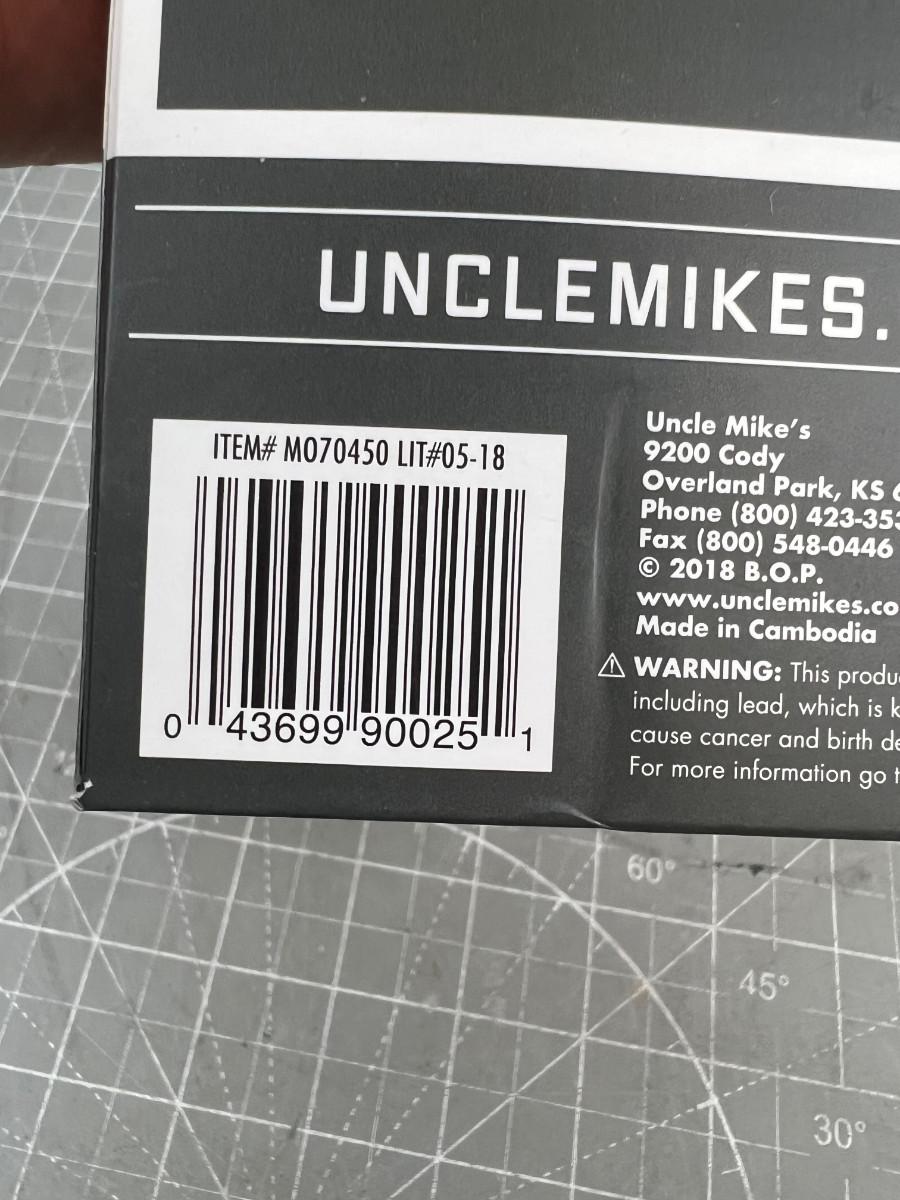 UNCLEMIKES.
ITEM# MO70450 LIT#05-18
0 43699 90025 1
Uncle Mike's
9200 Cody
Overland Park, KS
Phone (800) 423-353
Fax (800) 548-0446
© 2018 B.O.P.
www.unclemikes.co
Made in Cambodia
⚠ WARNING: This produ
including lead, which is k
cause cancer and birth de
For more information go t
60°
45°
30°